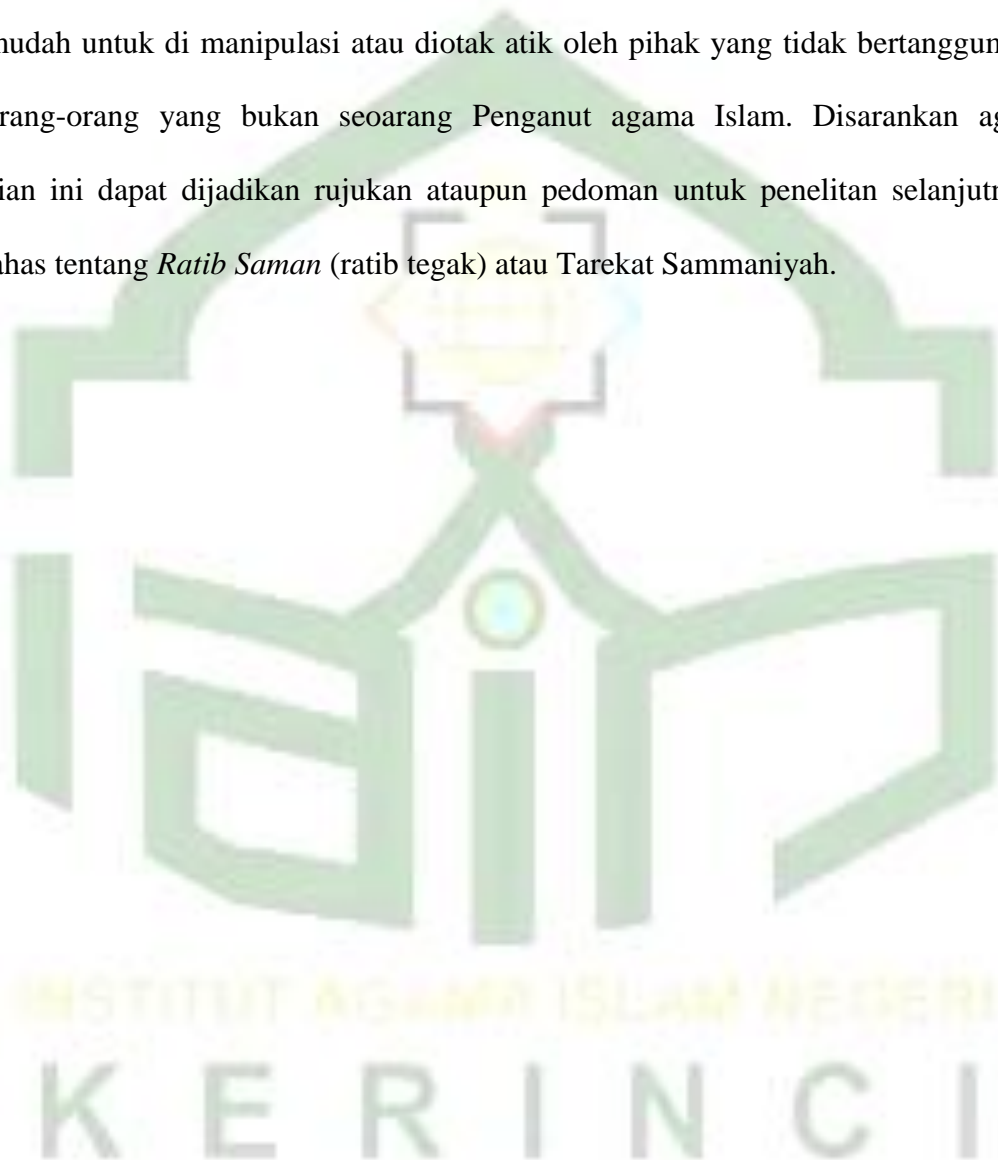 mudah untuk di manipulasi atau diotak atik oleh pihak yang tidak bertanggun
rang-orang yang bukan seoarang Penganut agama Islam. Disarankan ag
ian ini dapat dijadikan rujukan ataupun pedoman untuk penelitan selanjutn
ahas tentang Ratib Saman (ratib tegak) atau Tarekat Sammaniyah.
iain
INSTITUT AGAMA ISLAM NEGERI
K E R I N C I